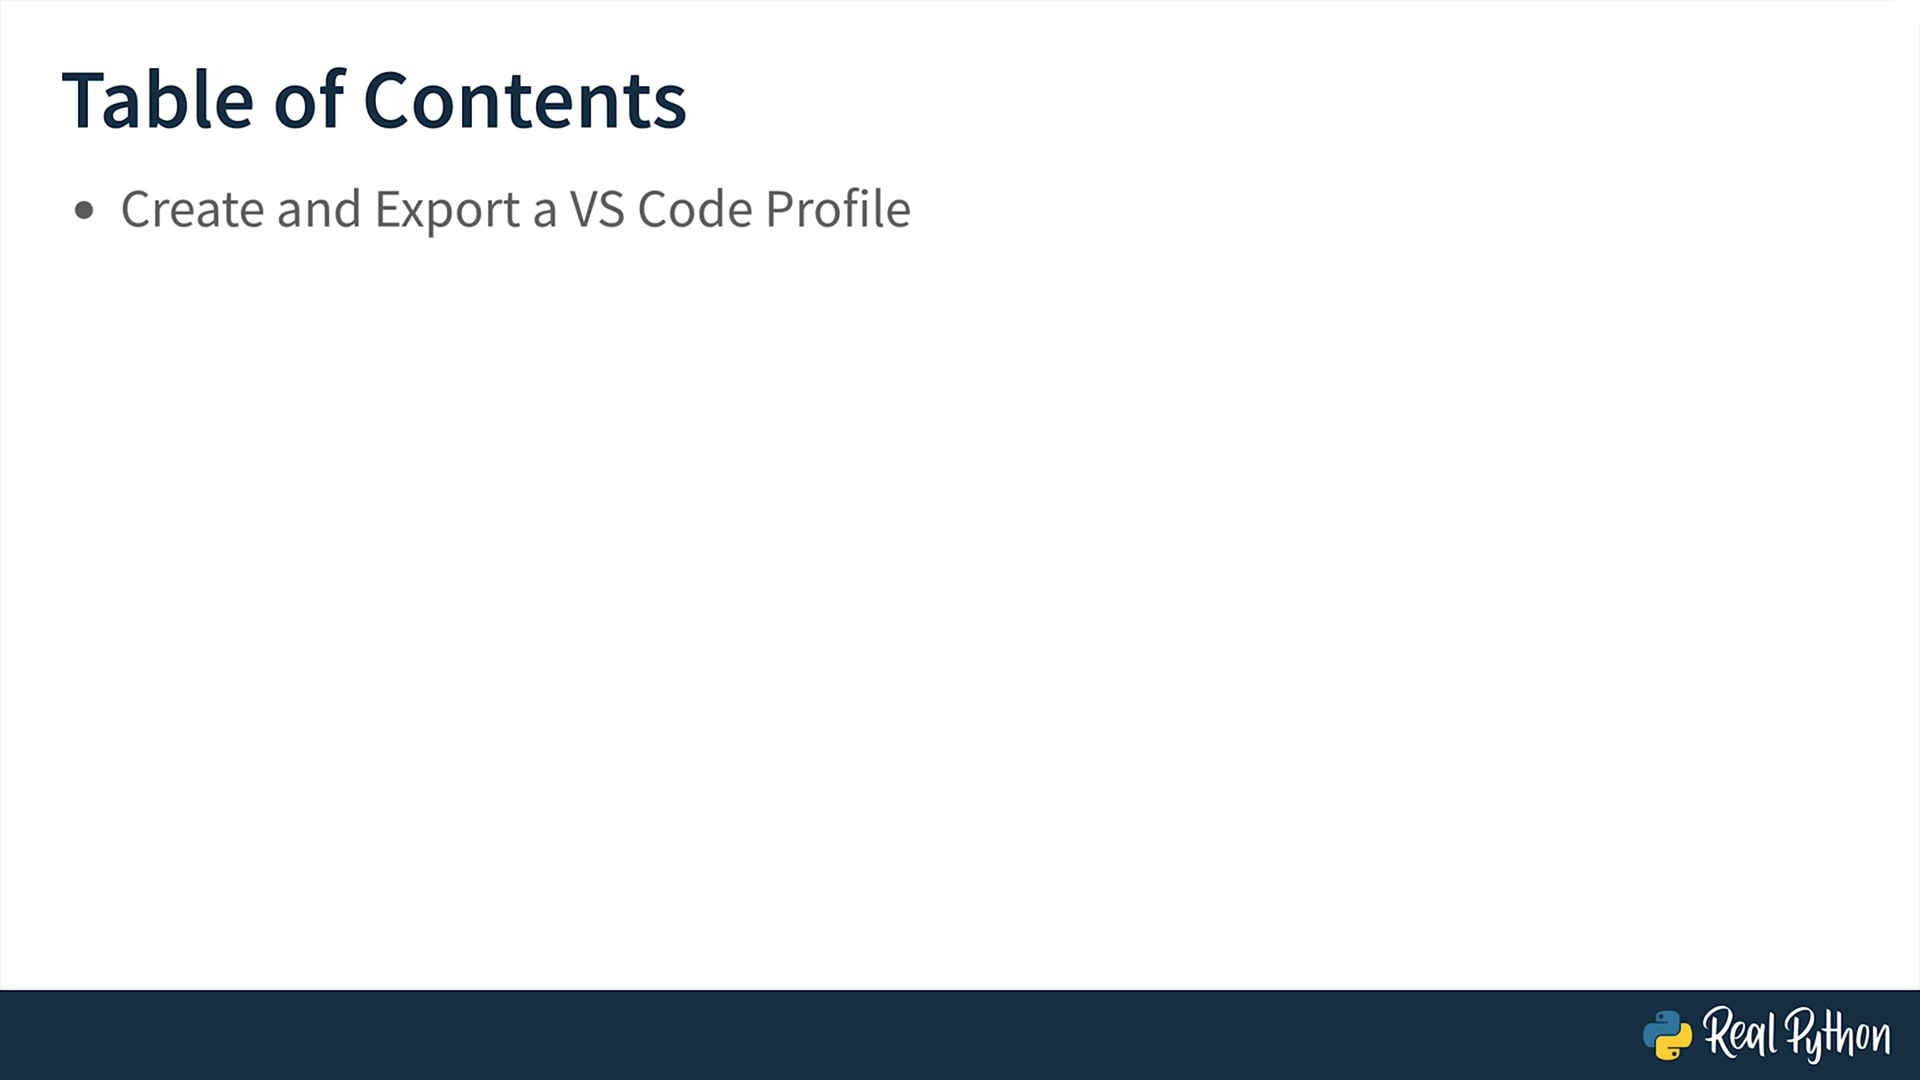 Table of Contents
• Create and Export a VS Code Profile
Real Python